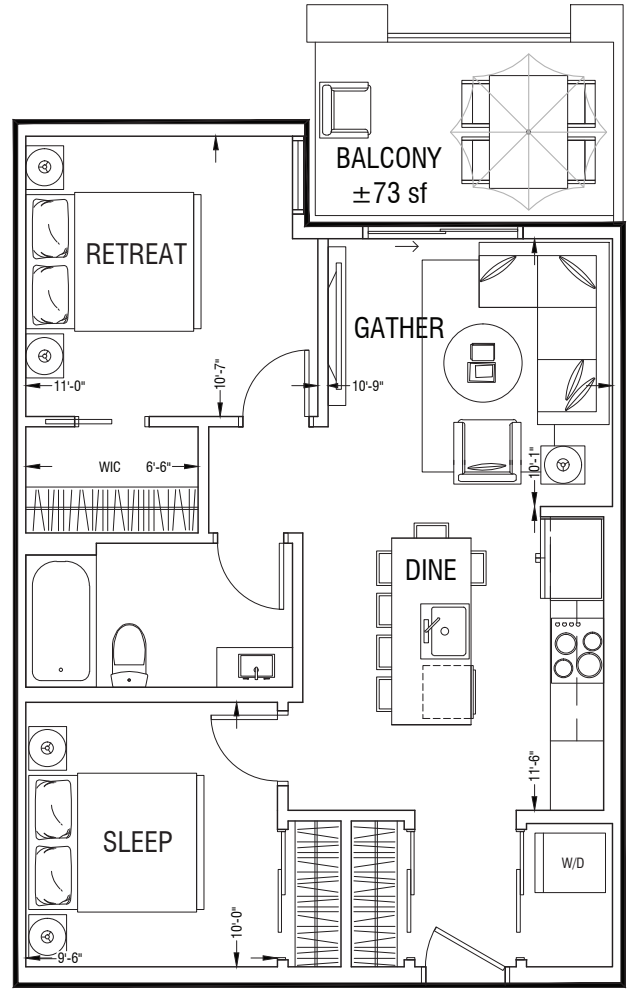 BALCONY
±73 sf
RETREAT
GATHER
11'-0"
10'-7"
10'-9"
WIC 6'-6"
10'-1"
DINE
11'-6"
SLEEP
W/D
10'-0"
9'-6"